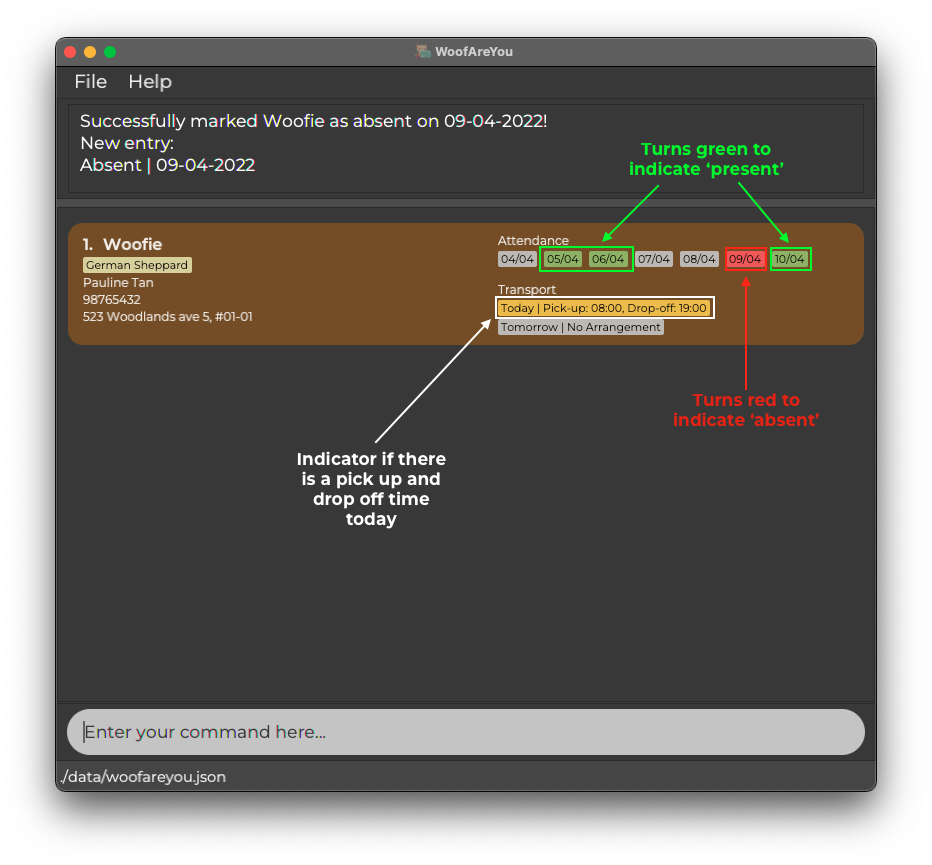 WoofAreYou
File Help
Successfully marked Woofie as absent on 09-04-2022!
New entry:
Absent | 09-04-2022
Turns green to
indicate ‘present’
1. Woofie
German Sheppard
Pauline Tan
98765432
523 Woodlands ave 5, #01-01
Attendance
04/04 05/04 06/04 07/04 08/04 09/04 10/04
Transport
Today | Pick-up: 08:00, Drop-off: 19:00
Tomorrow | No Arrangement
Turns red to
indicate ‘absent’
Indicator if there
is a pick up and
drop off time
today
Enter your command here...
./data/woofareyou.json